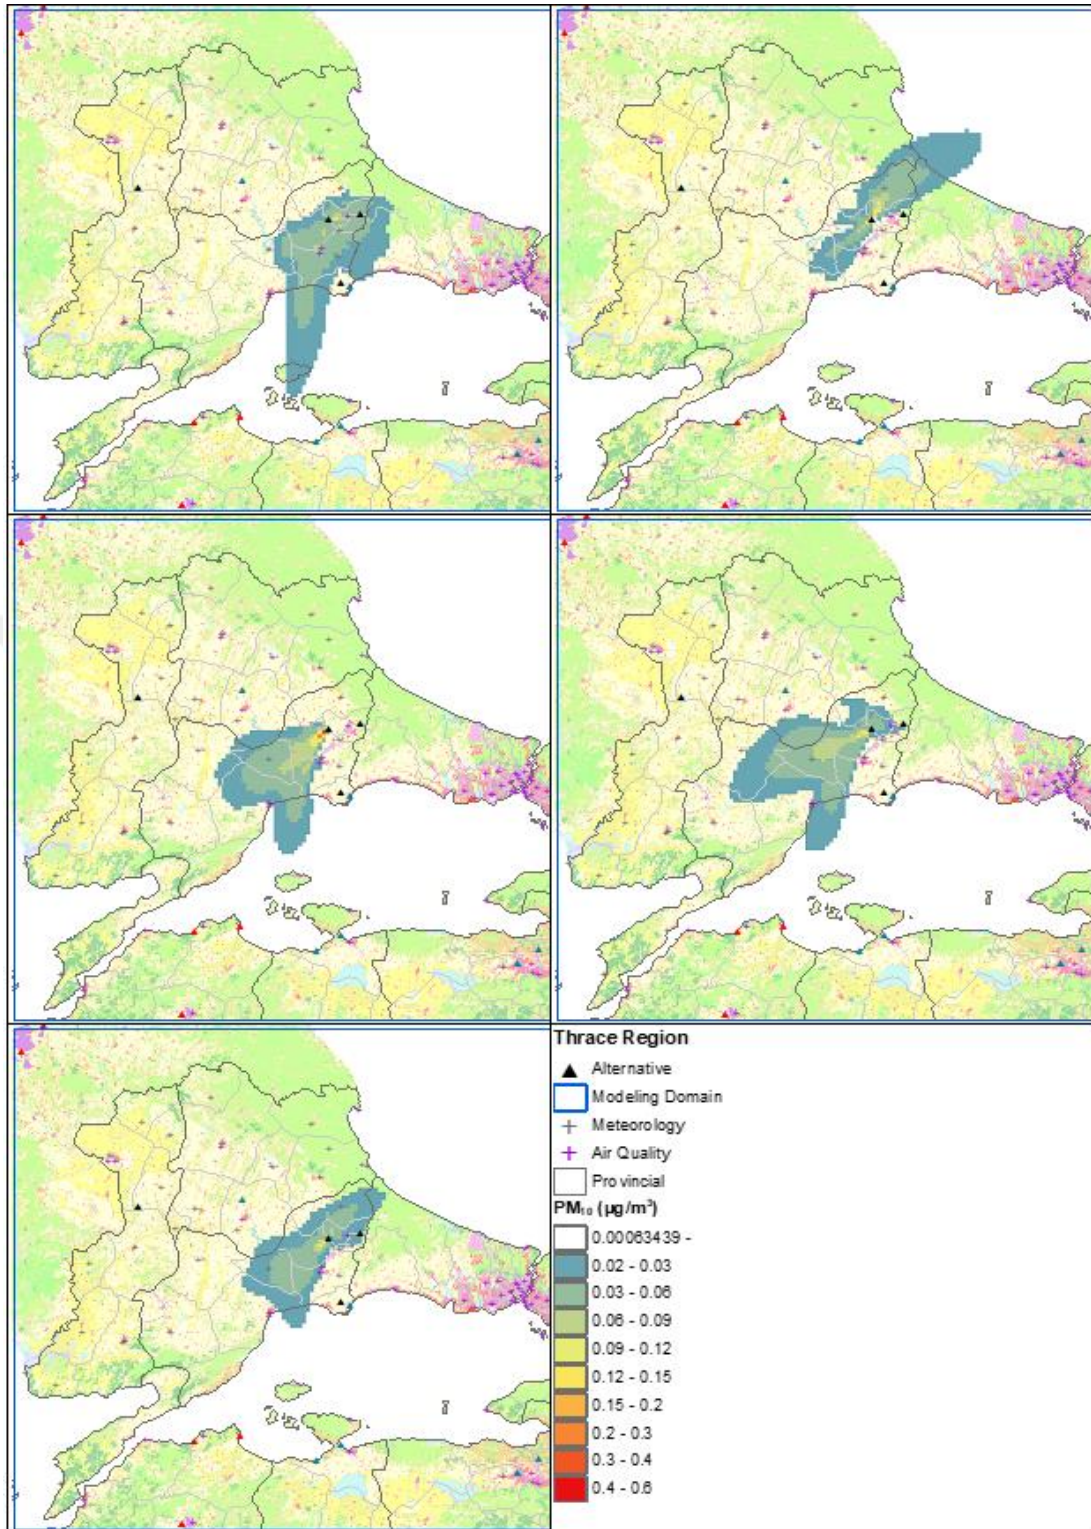 Thrace Region
Alternative
Modeling Domain
Meteorology
Air Quality
Provincial
PM₁₀ (µg/m³)
0.00063439 -
0.02 - 0.03
0.03 - 0.06
0.06 - 0.09
0.09 - 0.12
0.12 - 0.15
0.15 - 0.2
0.2 - 0.3
0.3 - 0.4
0.4 - 0.6